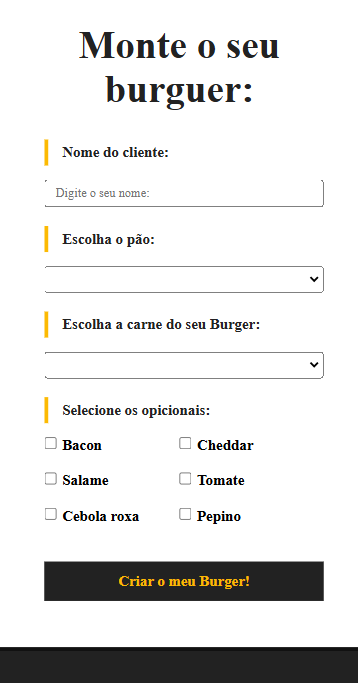 Monte o seu
burguer:
Nome do cliente:
Digite o seu nome:
Escolha o pão:
Escolha a carne do seu Burger:
Selecione os opicionais:
Bacon
Cheddar
Salame
Tomate
Cebola roxa
Pepino
Criar o meu Burger!